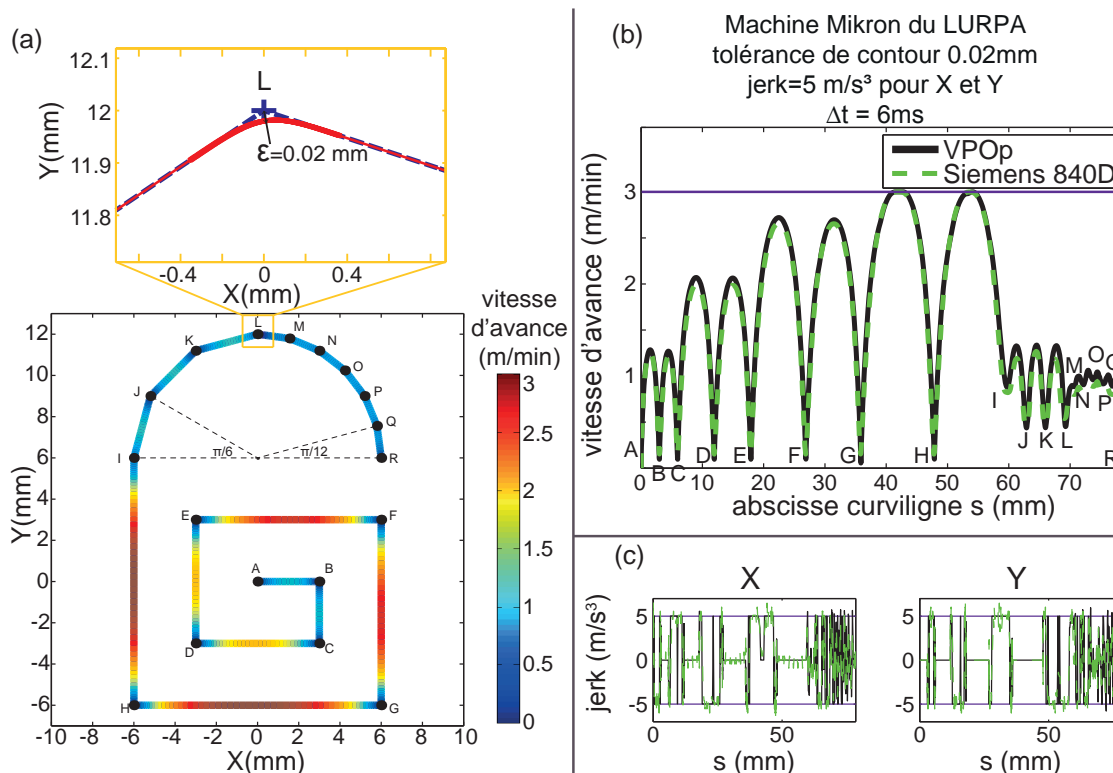 (a)
12.1
12
11.9
11.8
Y(mm)
L
ε=0.02 mm
-0.4
0
0.4
X(mm)
vitesse
d'avance
(m/min)
3
2.5
2
1.5
1
0.5
0
12
10
8
6
4
2
0
-2
-4
-6
Y(mm)
L
M
K
N
O
J
P
Q
I
π/6
π/12
R
E
F
A
B
D
C
H
G
-10
-8
-6
-4
-2
0
2
4
6
8
10
X(mm)
(b)
Machine Mikron du LURPA
tolérance de contour 0.02mm
jerk=5 m/s³ pour X et Y
Δt = 6ms
VPOp
Siemens 840D
vitesse d'avance (m/min)
3
2
1
A
B
C
D
E
F
G
H
I
J
K
L
M
N
O
P
Q
R
0
10
20
30
40
50
60
70
abscisse curviligne s (mm)
(c)
X
Y
jerk (m/s³)
5
0
-5
5
0
-5
0
50
0
50
s (mm)
s (mm)